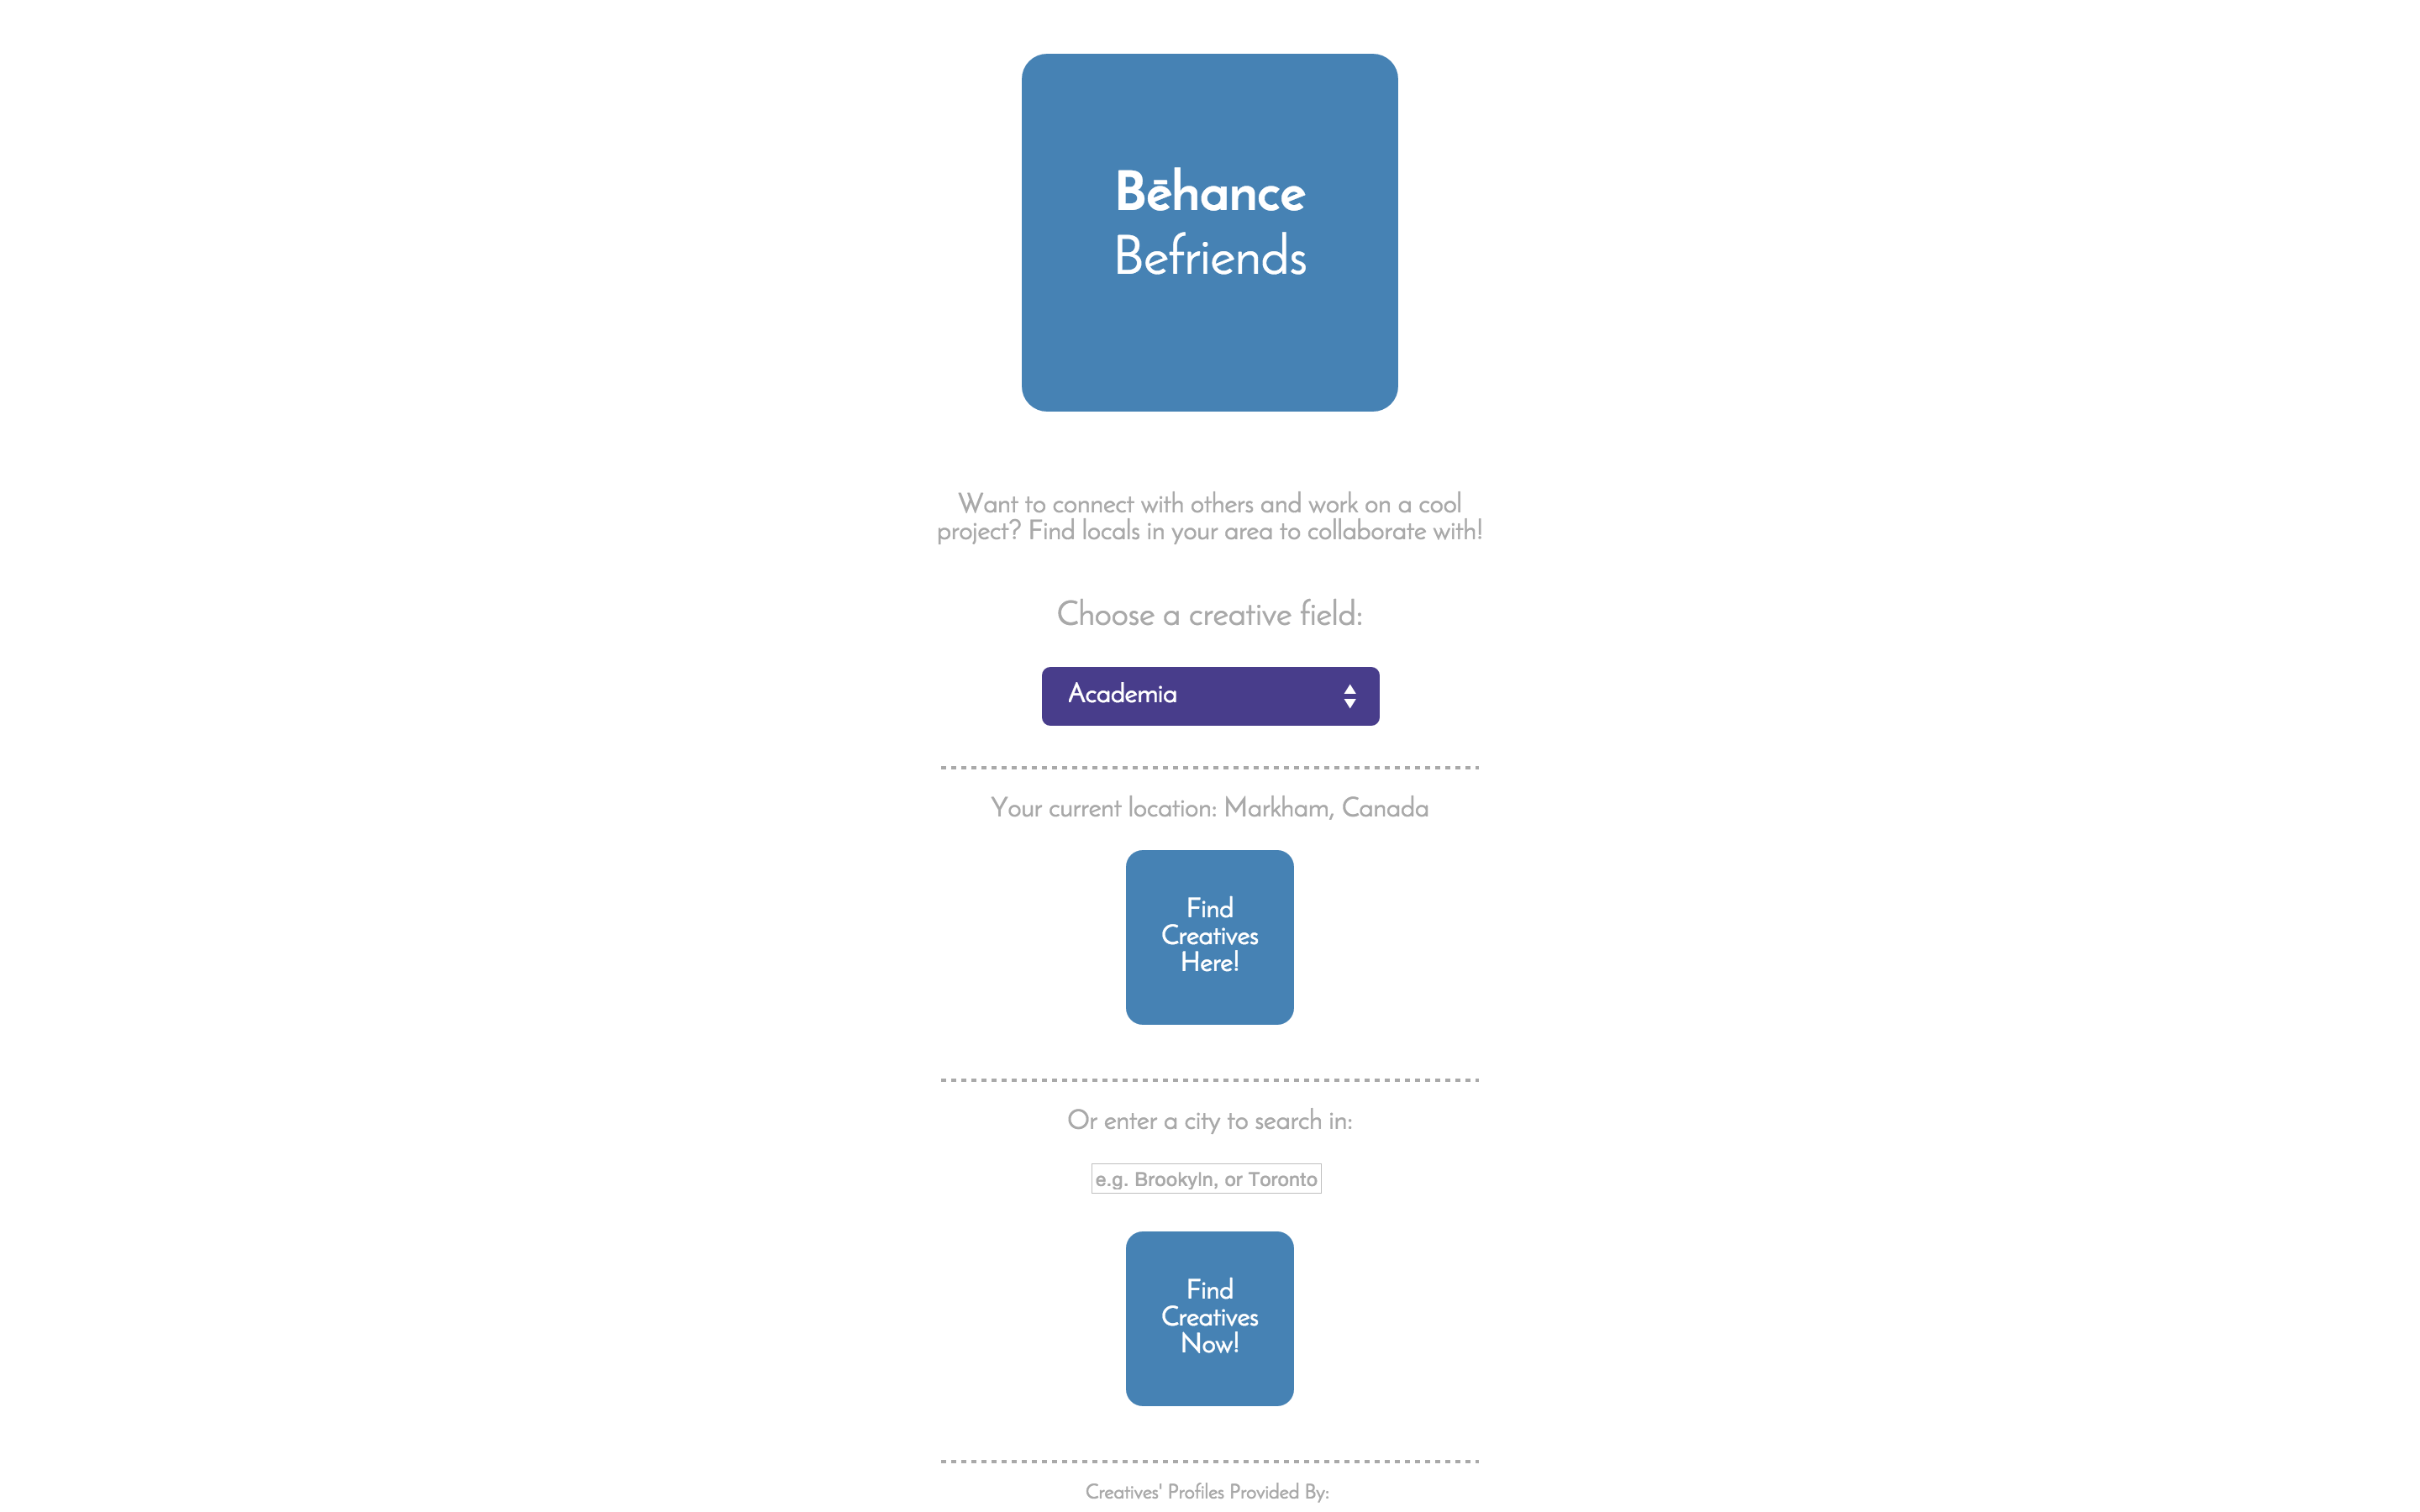 Bēhance
Befriends
Want to connect with others and work on a cool
project? Find locals in your area to collaborate with!
Choose a creative field:
Academia
Your current location: Markham, Canada
Find
Creatives
Here!
Or enter a city to search in:
e.g. Brookyln, or Toronto
Find
Creatives
Now!
Creatives' Profiles Provided By: